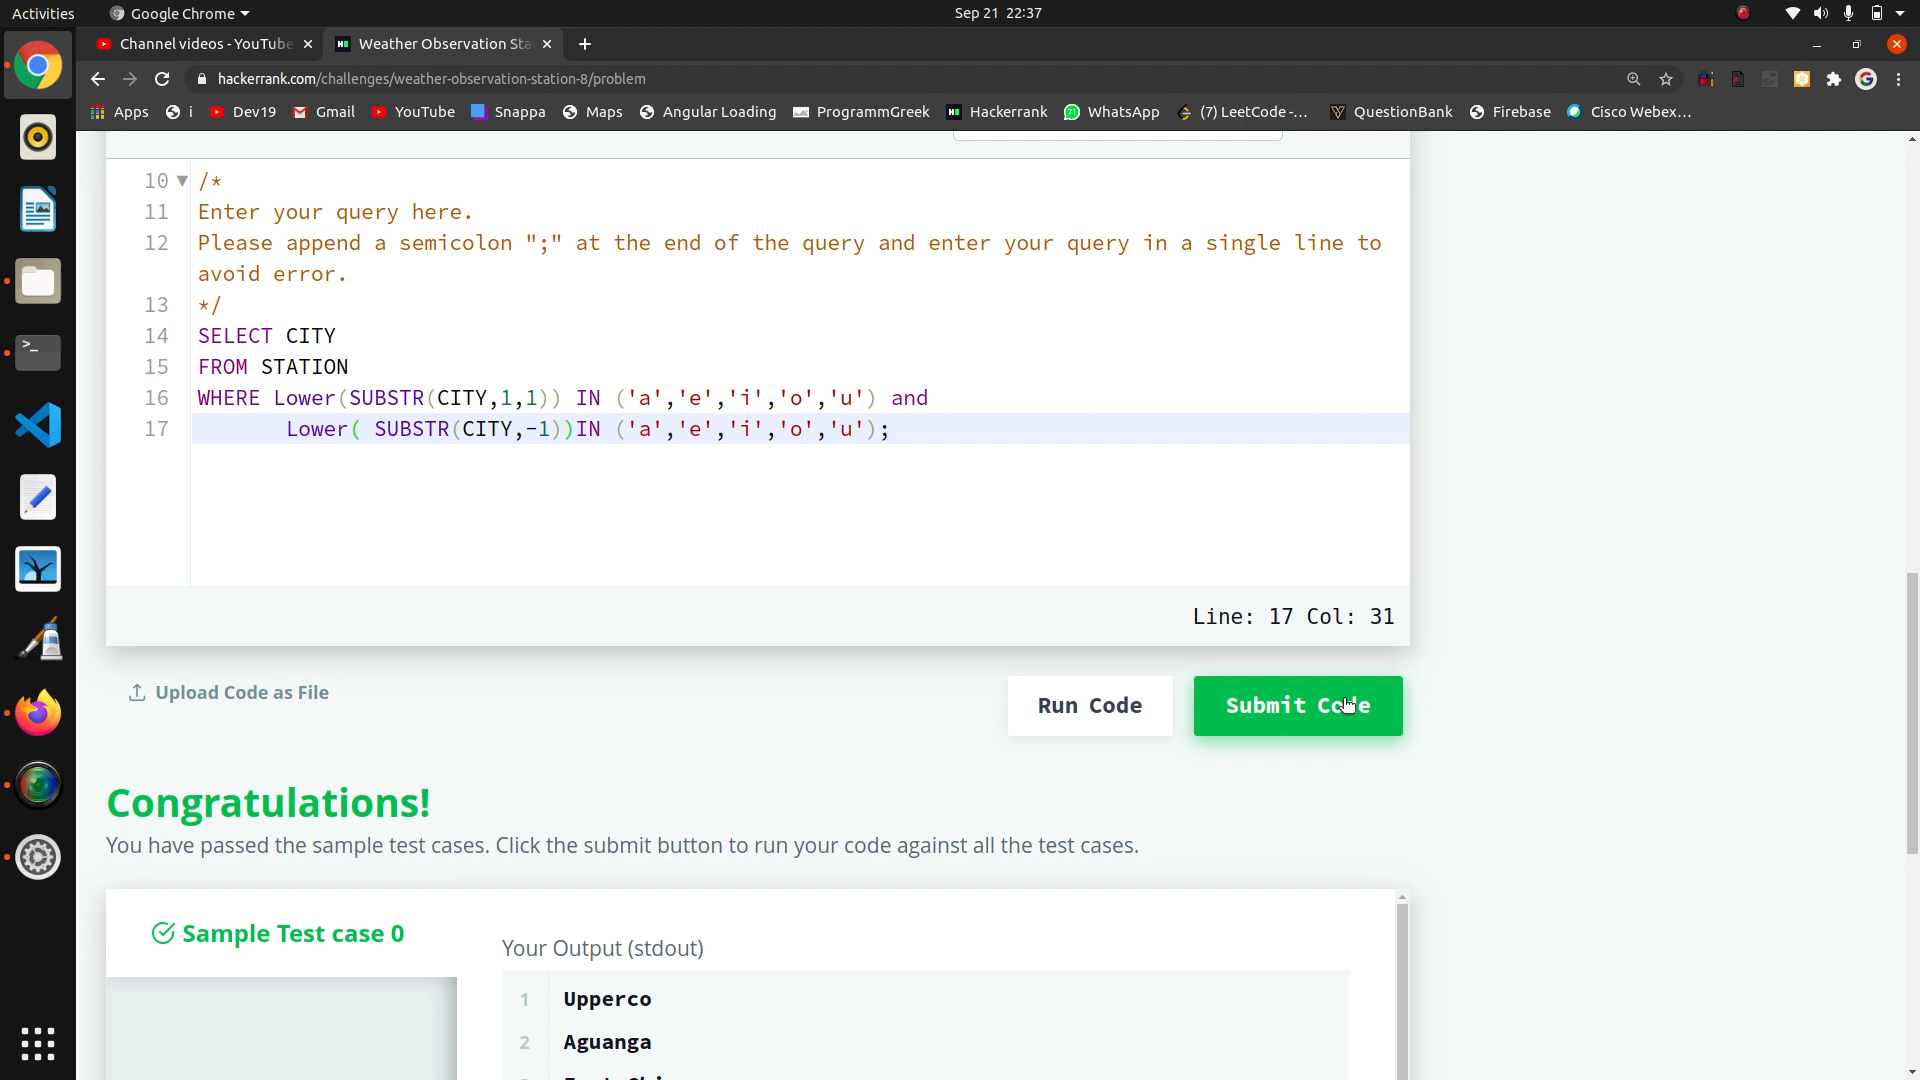 Activities
Google Chrome
Sep 21 22:37
Channel videos - YouTube
Weather Observation Sta
hackerrank.com/challenges/weather-observation-station-8/problem
Apps
i
Dev19
Gmail
YouTube
Snappa
Maps
Angular Loading
ProgrammGreek
Hackerrank
WhatsApp
(7) LeetCode -...
QuestionBank
Firebase
Cisco Webex...
10 /*
11 Enter your query here.
12 Please append a semicolon ";" at the end of the query and enter your query in a single line to
avoid error.
13 */
14 SELECT CITY
15 FROM STATION
16 WHERE Lower(SUBSTR(CITY,1,1)) IN ('a','e','i','o','u') and
17 Lower( SUBSTR(CITY,-1))IN ('a','e','i','o','u');
Line: 17 Col: 31
Upload Code as File
Run Code
Submit Code
Congratulations!
You have passed the sample test cases. Click the submit button to run your code against all the test cases.
Sample Test case 0
Your Output (stdout)
1 Upperco
2 Aguanga